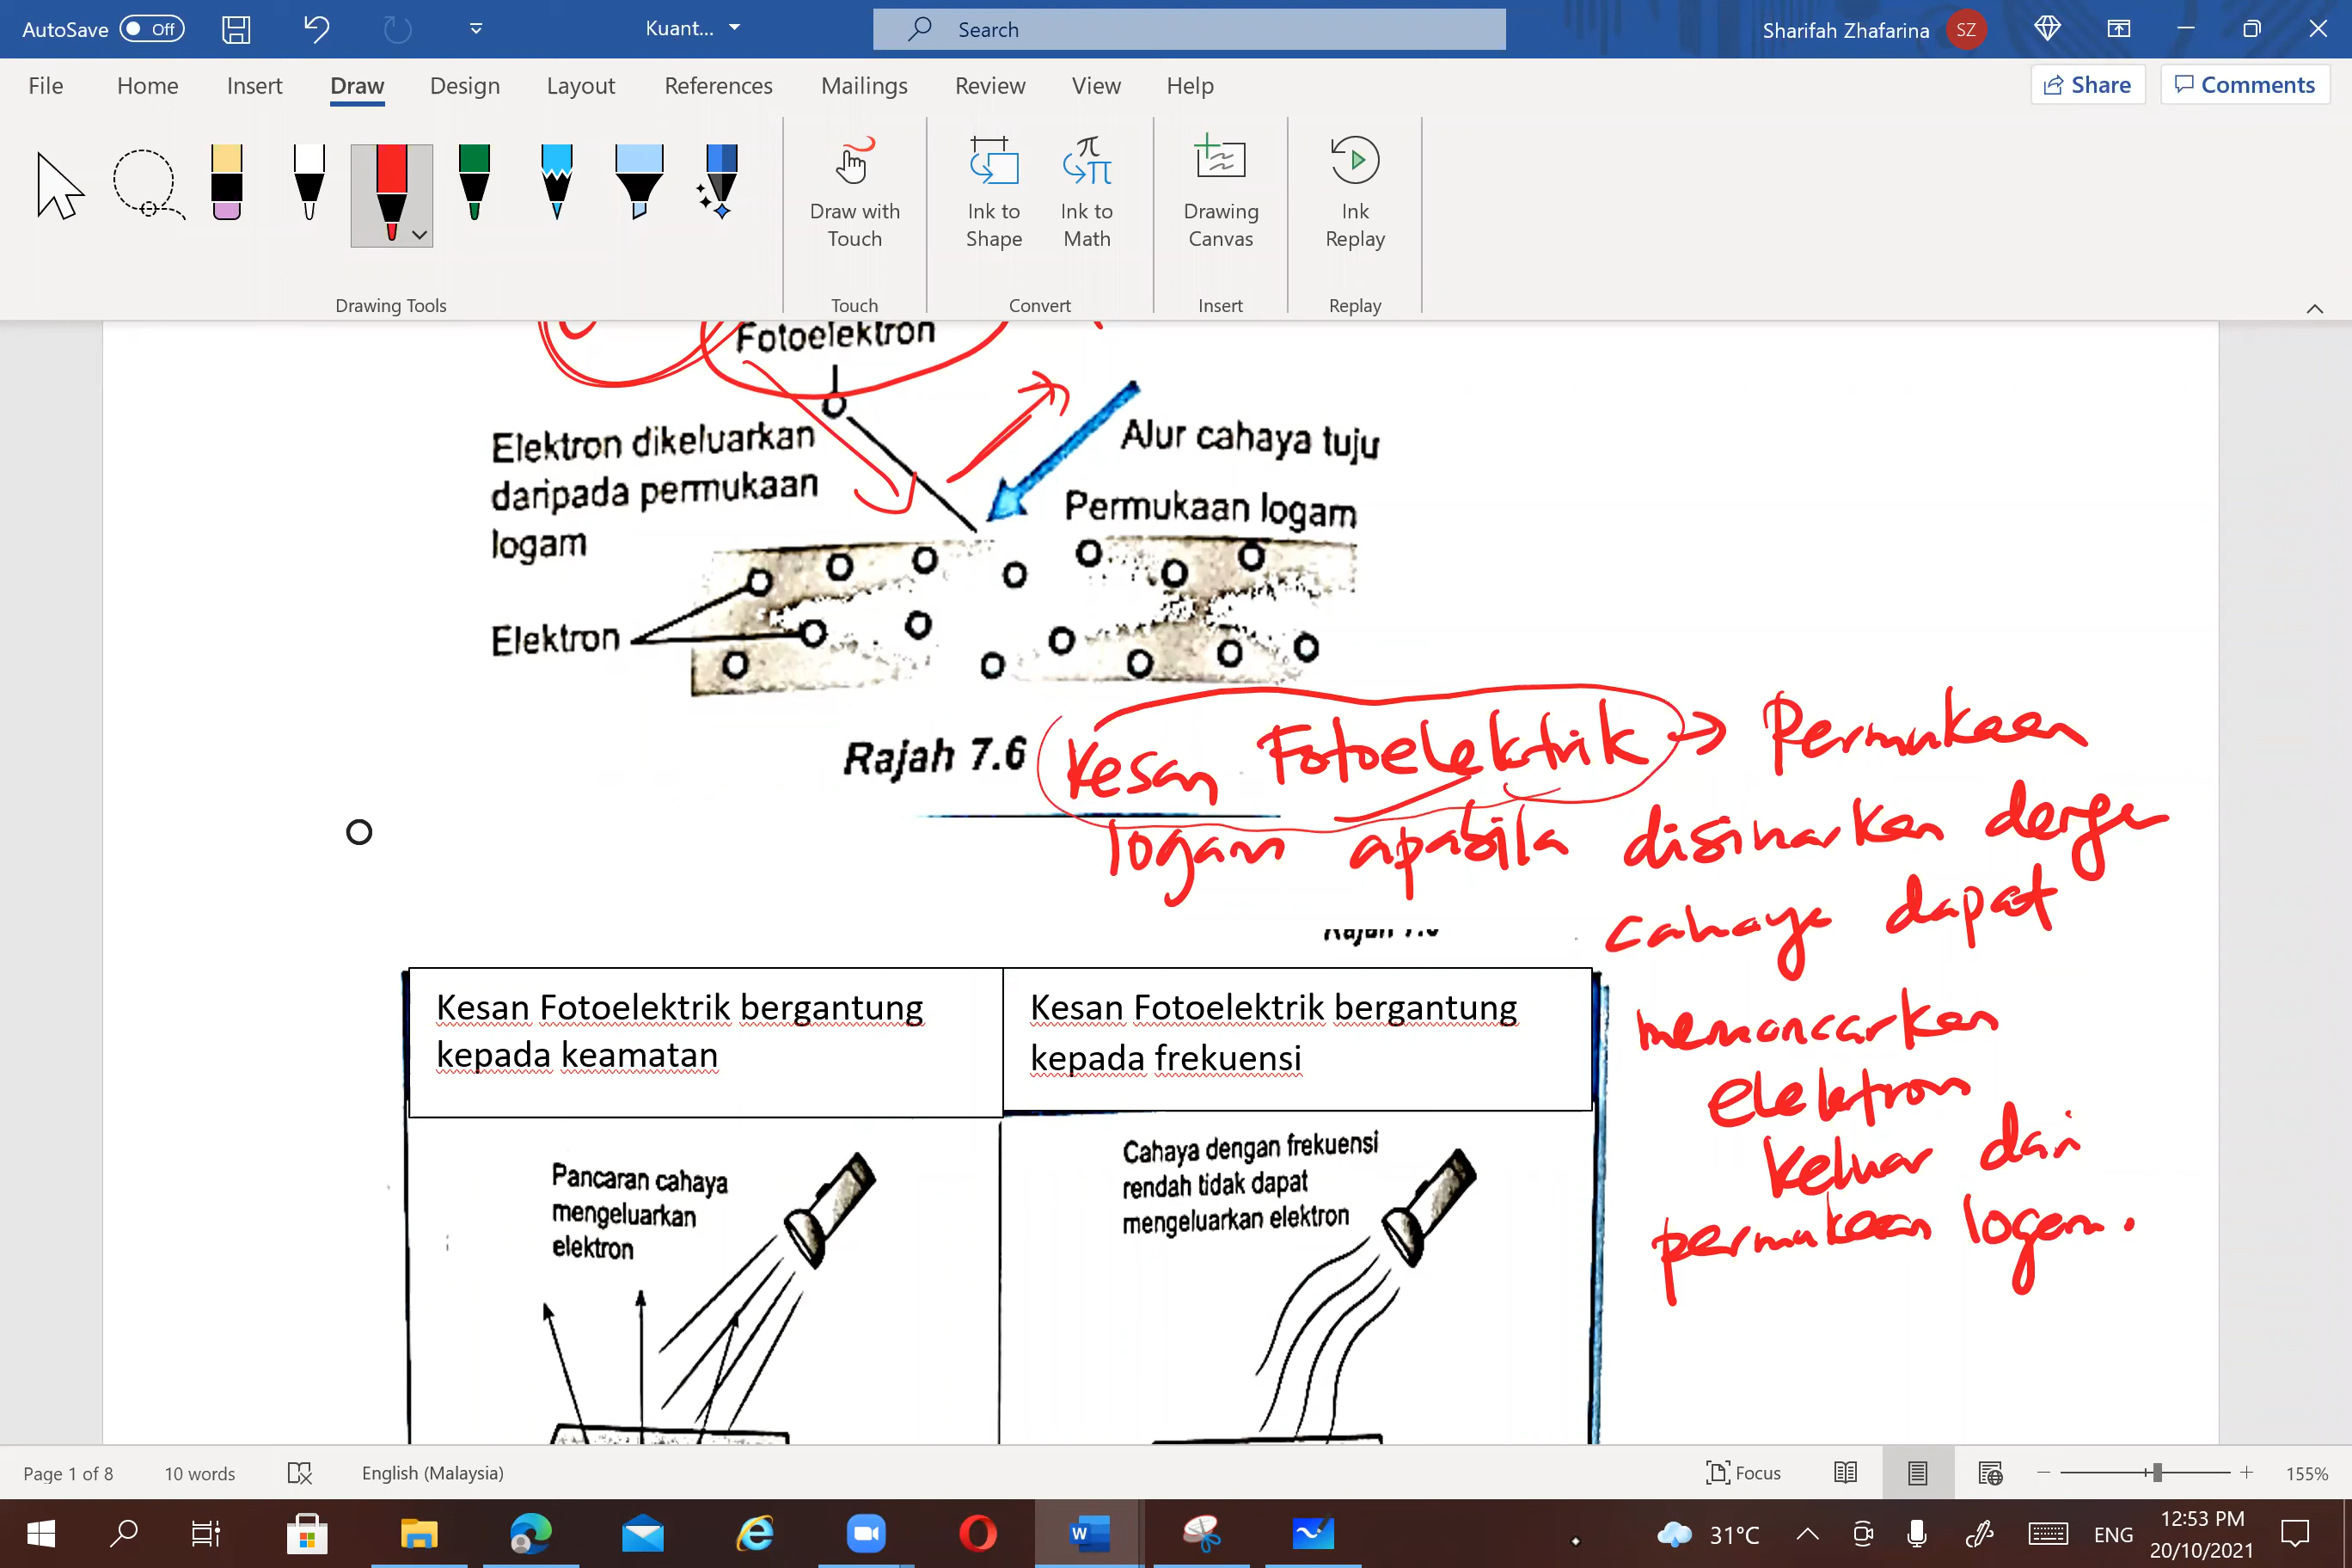 AutoSave Off Kuant... Search Sharifah Zhafarina SZ
File Home Insert Draw Design Layout References Mailings Review View Help Share Comments
Draw with Touch
Ink to Shape
Ink to Math
Drawing Canvas
Ink Replay
Drawing Tools Touch Convert Insert Replay
Fotoelektron
Elektron dikeluarkan
daripada permukaan
logam
Alur cahaya tuju
Permukaan logam
Elektron
Rajah 7.6
Kesan Fotoelektrik → Permukaan
logam apabila disinarkan dengan
cahaya dapat
memancarkan
elektron
keluar dari
permukaan logam.
Kesan Fotoelektrik bergantung
kepada keamatan
Kesan Fotoelektrik bergantung
kepada frekuensi
Pancaran cahaya
mengeluarkan
elektron
Cahaya dengan frekuensi
rendah tidak dapat
mengeluarkan elektron
Page 1 of 8 10 words English (Malaysia) Focus 155%
31°C ENG 12:53 PM
20/10/2021